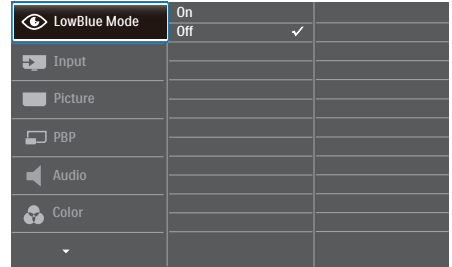 LowBlue Mode
On
Off
Input
Picture
PBP
Audio
Color